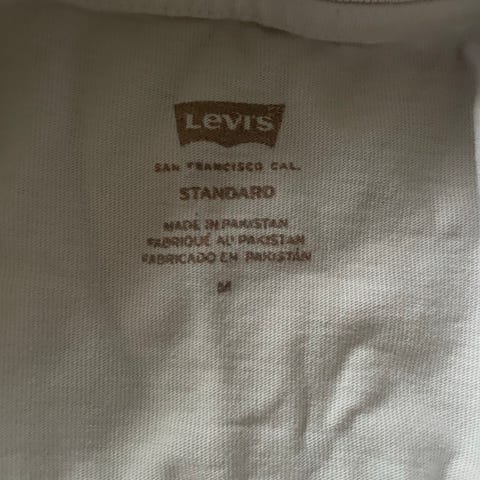 Levi's
SAN FRANCISCO CAL.
STANDARD
MADE IN PAKISTAN
FABRIQUÉ AU PAKISTAN
FABRICADO EN PAKISTÁN
M